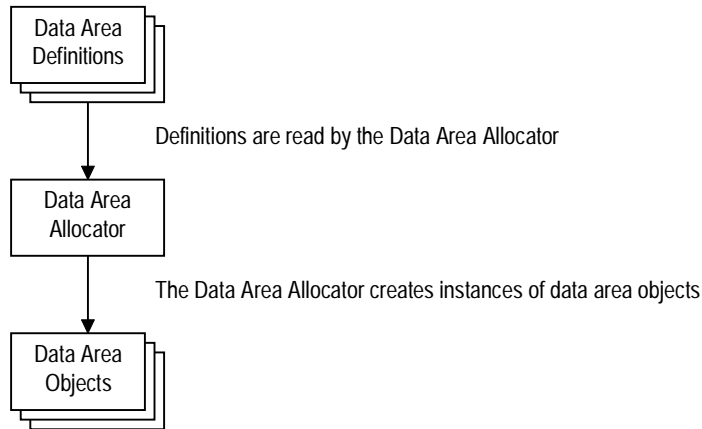 Data Area
Definitions
Definitions are read by the Data Area Allocator
Data Area
Allocator
The Data Area Allocator creates instances of data area objects
Data Area
Objects